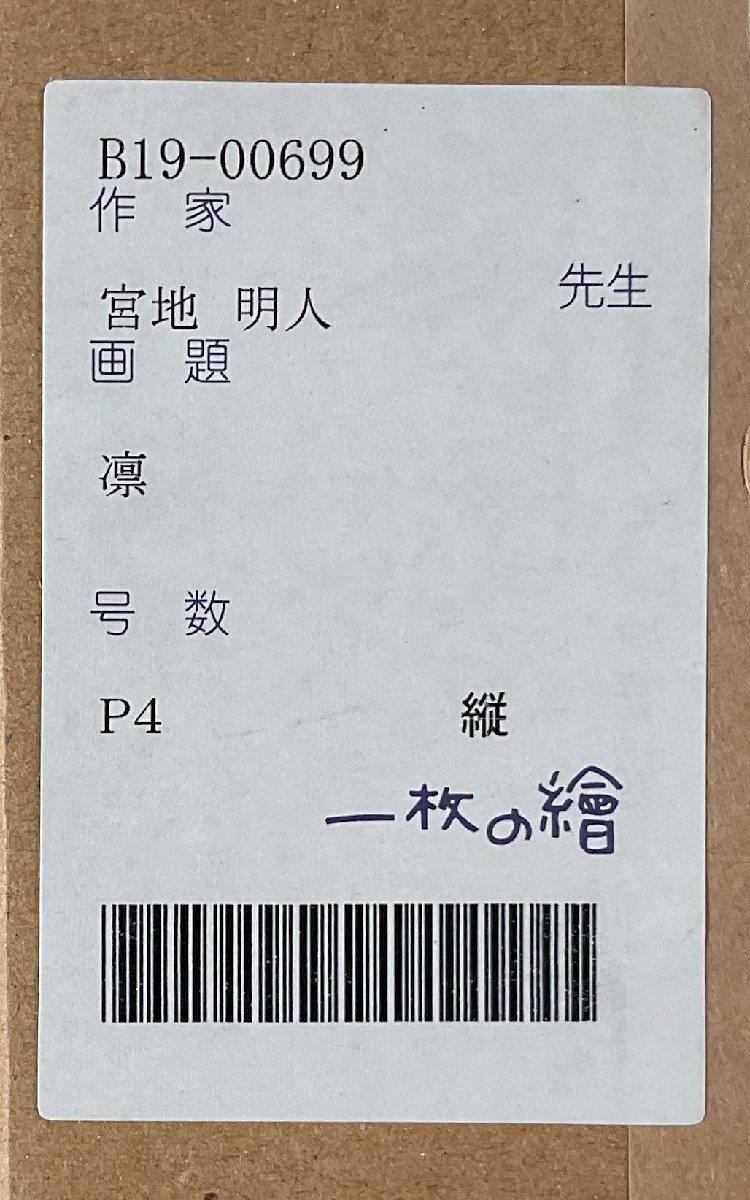 B19-00699
作 家
宮地 明人 先生
画 題
凛
号 数
P4 縦
一枚の繪